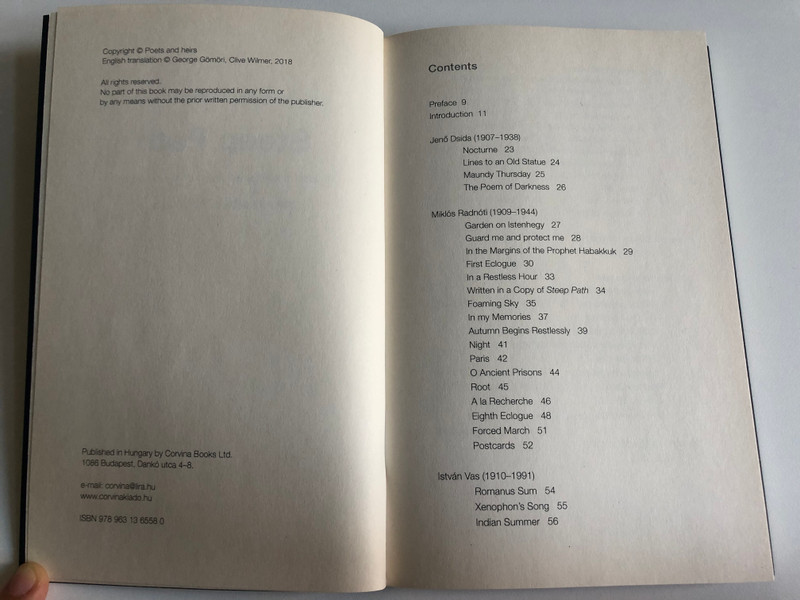 Copyright © Poets and heirs
English translation © George Gömöri, Clive Wilmer, 2018
All rights reserved.
No part of this book may be reproduced in any form or
by any means without the prior written permission of the publisher.
Published in Hungary by Corvina Books Ltd.
1086 Budapest, Dankó utca 4–8.
e-mail: corvina@lira.hu
www.corvinakiado.hu
ISBN 978 963 13 6558 0
Contents
Preface 9
Introduction 11
Jenő Dsida (1907–1938)
Nocturne 23
Lines to an Old Statue 24
Maundy Thursday 25
The Poem of Darkness 26
Miklós Radnóti (1909–1944)
Garden on Istenhegy 27
Guard me and protect me 28
In the Margins of the Prophet Habakkuk 29
First Eclogue 30
In a Restless Hour 33
Written in a Copy of Steep Path 34
Foaming Sky 35
In my Memories 37
Autumn Begins Restlessly 39
Night 41
Paris 42
O Ancient Prisons 44
Root 45
A la Recherche 46
Eighth Eclogue 48
Forced March 51
Postcards 52
István Vas (1910–1991)
Romanus Sum 54
Xenophon's Song 55
Indian Summer 56